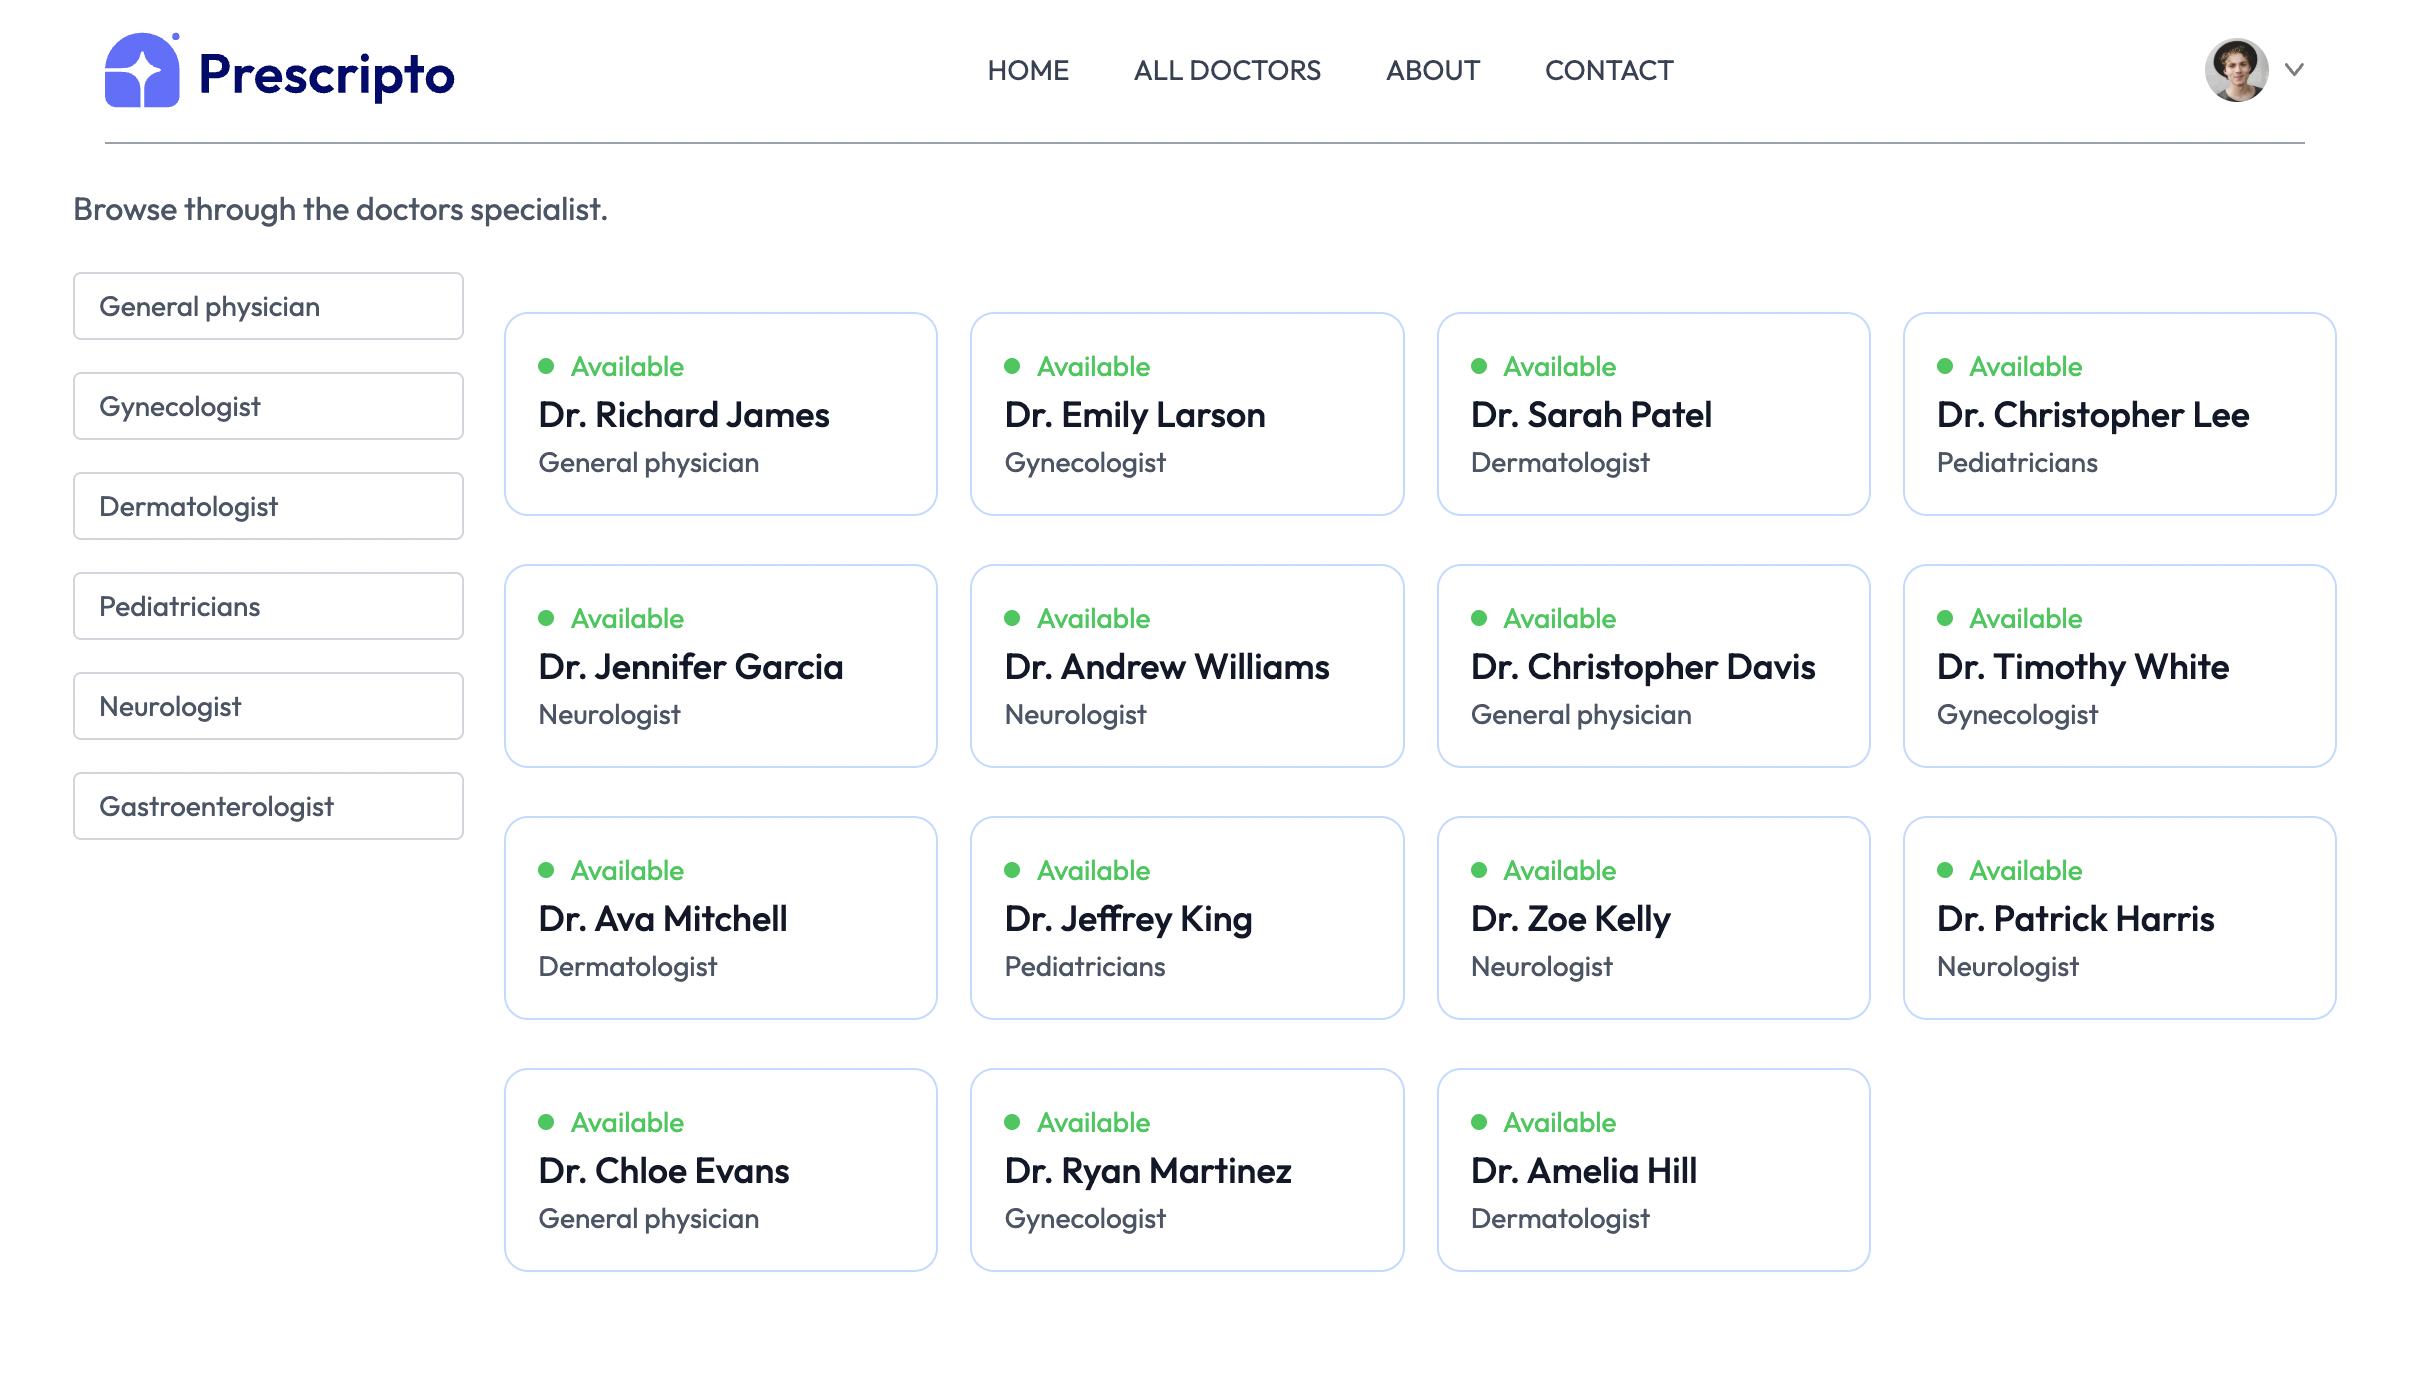 Prescripto
HOME
ALL DOCTORS
ABOUT
CONTACT
Browse through the doctors specialist.
General physician
Gynecologist
Dermatologist
Pediatricians
Neurologist
Gastroenterologist
Available
Dr. Richard James
General physician
Available
Dr. Emily Larson
Gynecologist
Available
Dr. Sarah Patel
Dermatologist
Available
Dr. Christopher Lee
Pediatricians
Available
Dr. Jennifer Garcia
Neurologist
Available
Dr. Andrew Williams
Neurologist
Available
Dr. Christopher Davis
General physician
Available
Dr. Timothy White
Gynecologist
Available
Dr. Ava Mitchell
Dermatologist
Available
Dr. Jeffrey King
Pediatricians
Available
Dr. Zoe Kelly
Neurologist
Available
Dr. Patrick Harris
Neurologist
Available
Dr. Chloe Evans
General physician
Available
Dr. Ryan Martinez
Gynecologist
Available
Dr. Amelia Hill
Dermatologist